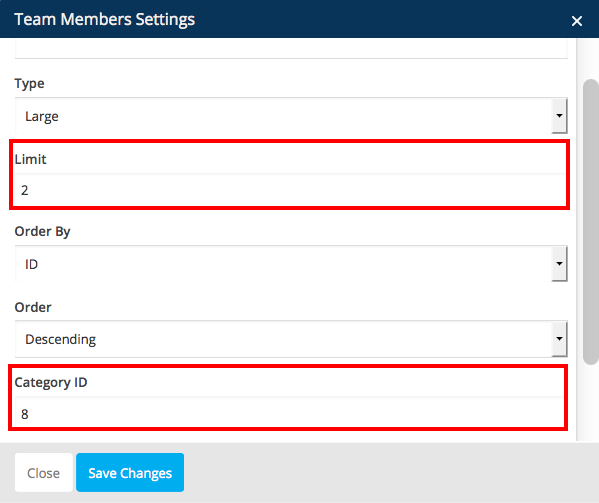 Team Members Settings
Type
Large
Limit
2
Order By
ID
Order
Descending
Category ID
8
Close Save Changes